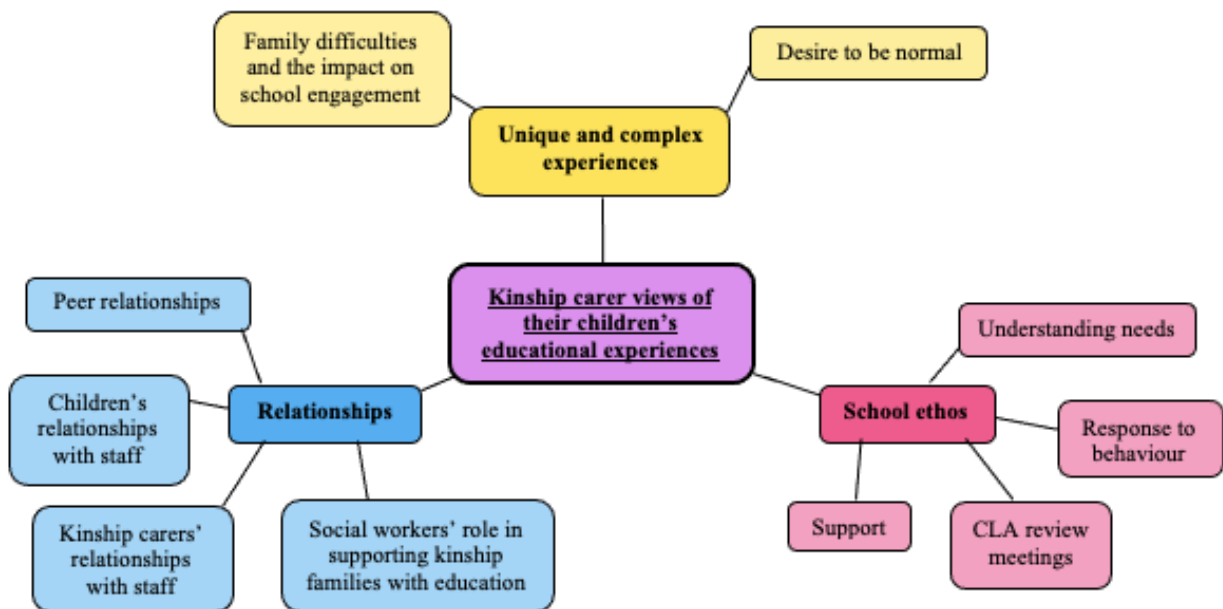 Family difficulties
and the impact on
school engagement
Desire to be normal
Unique and complex
experiences
Kinship carer views of
their children’s
educational experiences
Peer relationships
Children’s
relationships
with staff
Relationships
Kinship carers’
relationships
with staff
Social workers’ role in
supporting kinship
families with education
Understanding needs
School ethos
Response to
behaviour
Support
CLA review
meetings